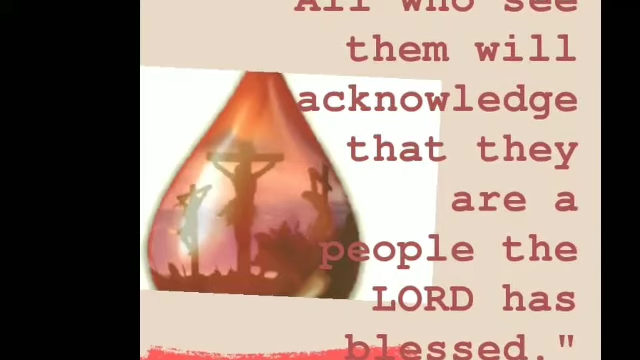 All who see
them will
acknowledge
that they
are a
people the
LORD has
blessed."